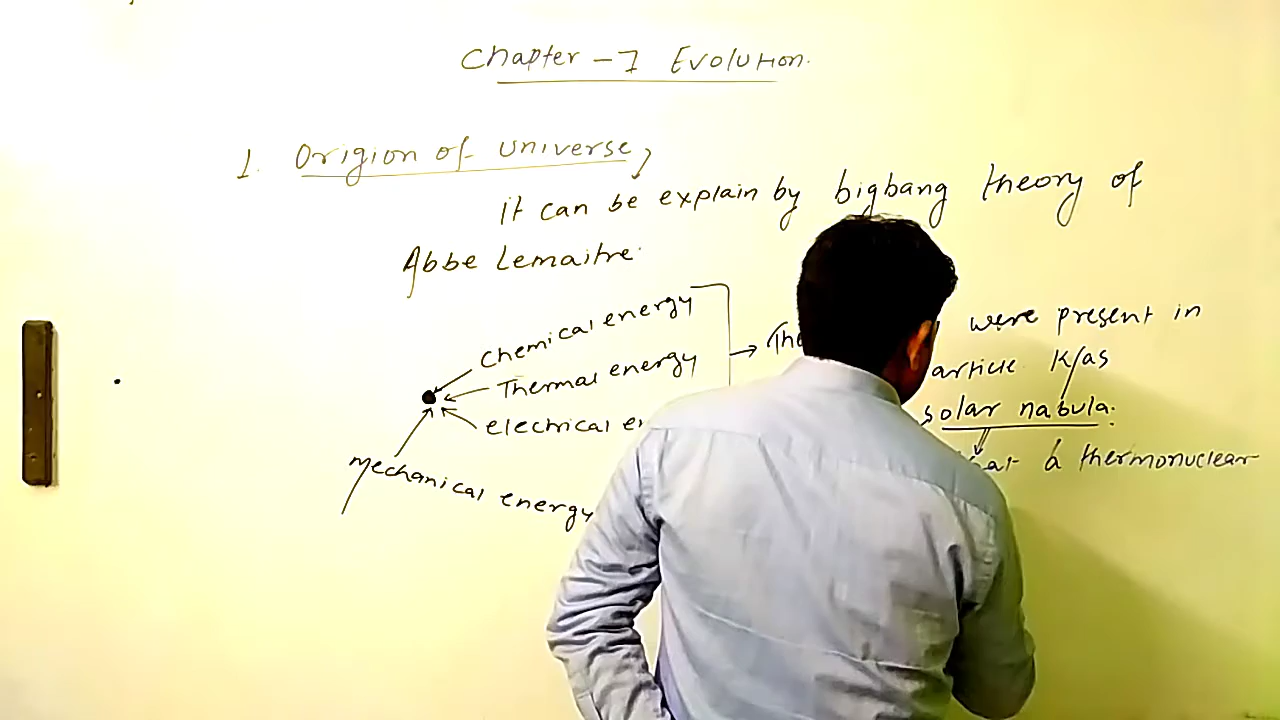 Chapter - 7 Evolution.
1. Origion of universe,
It can be explain by bigbang theory of
Abbe Lemaitre.
Chemical energy
Thermal energy
electrical
mechanical energy
were present in
article K/as
solar nabula.
a thermonuclear